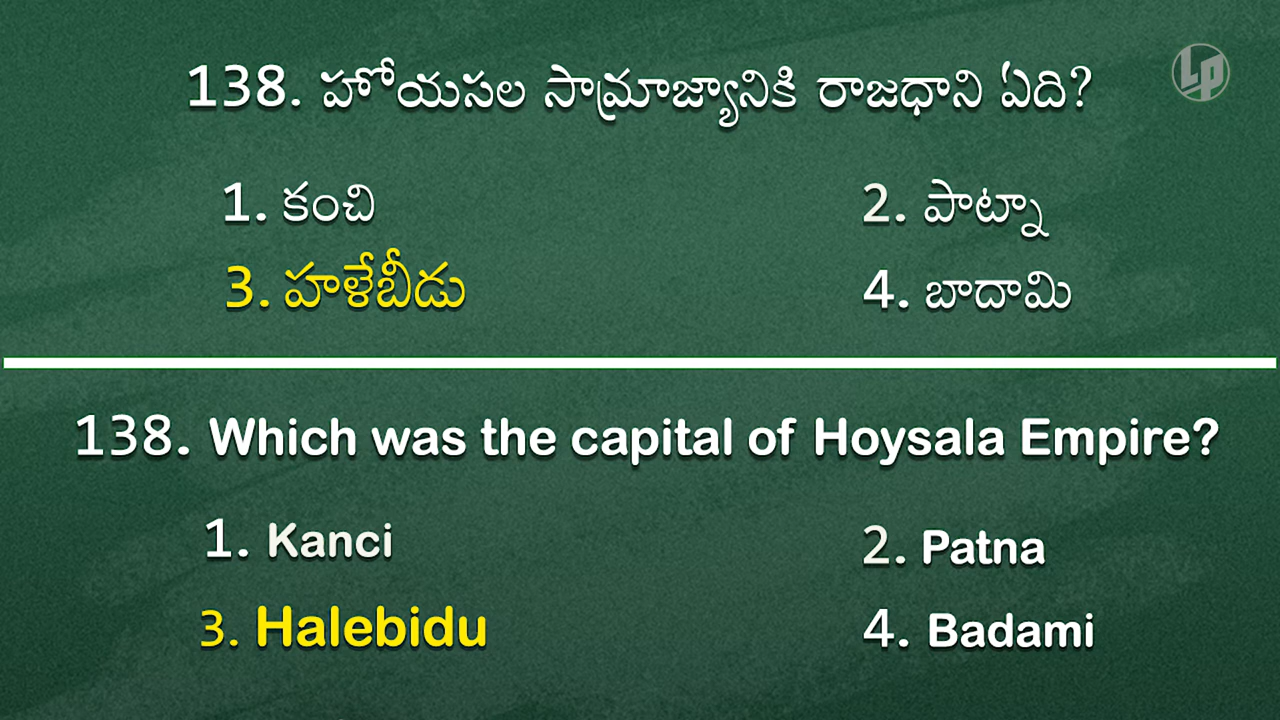 138. హోయసల సామ్రాజ్యానికి రాజధాని ఏది?
LP
1. కంచి 2. పాట్నా
3. హళేబీడు 4. బాదామి
138. Which was the capital of Hoysala Empire?
1. Kanci 2. Patna
3. Halebidu 4. Badami